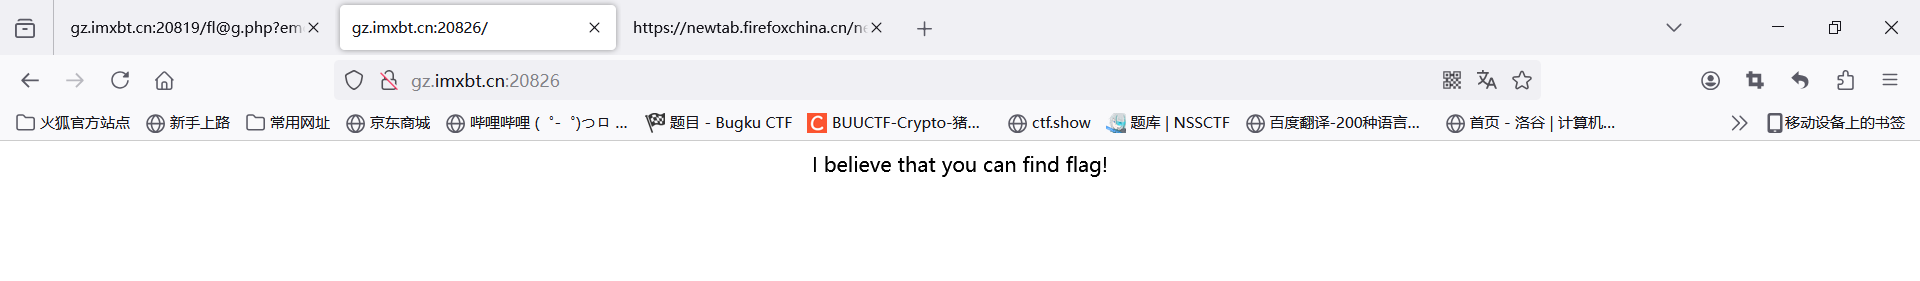 gz.imxbt.cn:20819/fl@g.php?em
gz.imxbt.cn:20826/
https://newtab.firefoxchina.cn/n
gz.imxbt.cn:20826
火狐官方站点
新手上路
常用网址
京东商城
哔哩哔哩 ( ゜- ゜)つロ ...
题目 - Bugku CTF
BUUCTF-Crypto-猪...
ctf.show
题库 | NSSCTF
百度翻译-200种语言...
首页 - 洛谷 | 计算机...
移动设备上的书签
I believe that you can find flag!